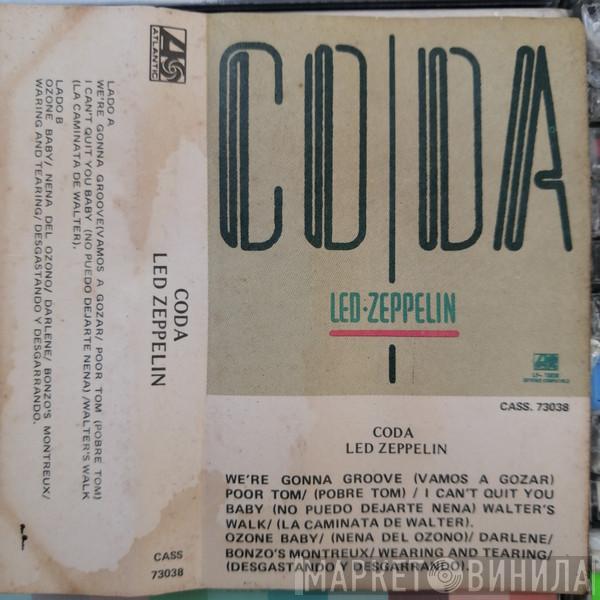 ATLANTIC
LADO A
WE'RE GONNA GROOVE(VAMOS A GOZAR/ POOR TOM (POBRE TOM)
I CAN'T QUIT YOU BABY (NO PUEDO DEJARTE NENA) /WALTER'S WALK
(LA CAMINATA DE WALTER).
LADO B
OZONE BABY/ NENA DEL OZONO/ DARLENE/ BONZO'S MONTREUX/
WARING AND TEARING/ DESGASTANDO Y DESGARRANDO.
CODA
LED ZEPPELIN
CASS
73038
CODA
LED·ZEPPELIN
CASS. 73038
CODA
LED ZEPPELIN
WE'RE GONNA GROOVE (VAMOS A GOZAR)
POOR TOM/ (POBRE TOM) / I CAN'T QUIT YOU
BABY (NO PUEDO DEJARTE NENA) WALTER'S
WALK/ (LA CAMINATA DE WALTER).
OZONE BABY/ (NENA DEL OZONO)/ DARLENE/
BONZO'S MONTREUX/ WEARING AND TEARING/
(DESGASTANDO Y DESGARRANDO).
МАРКЕТОВИНИЛА